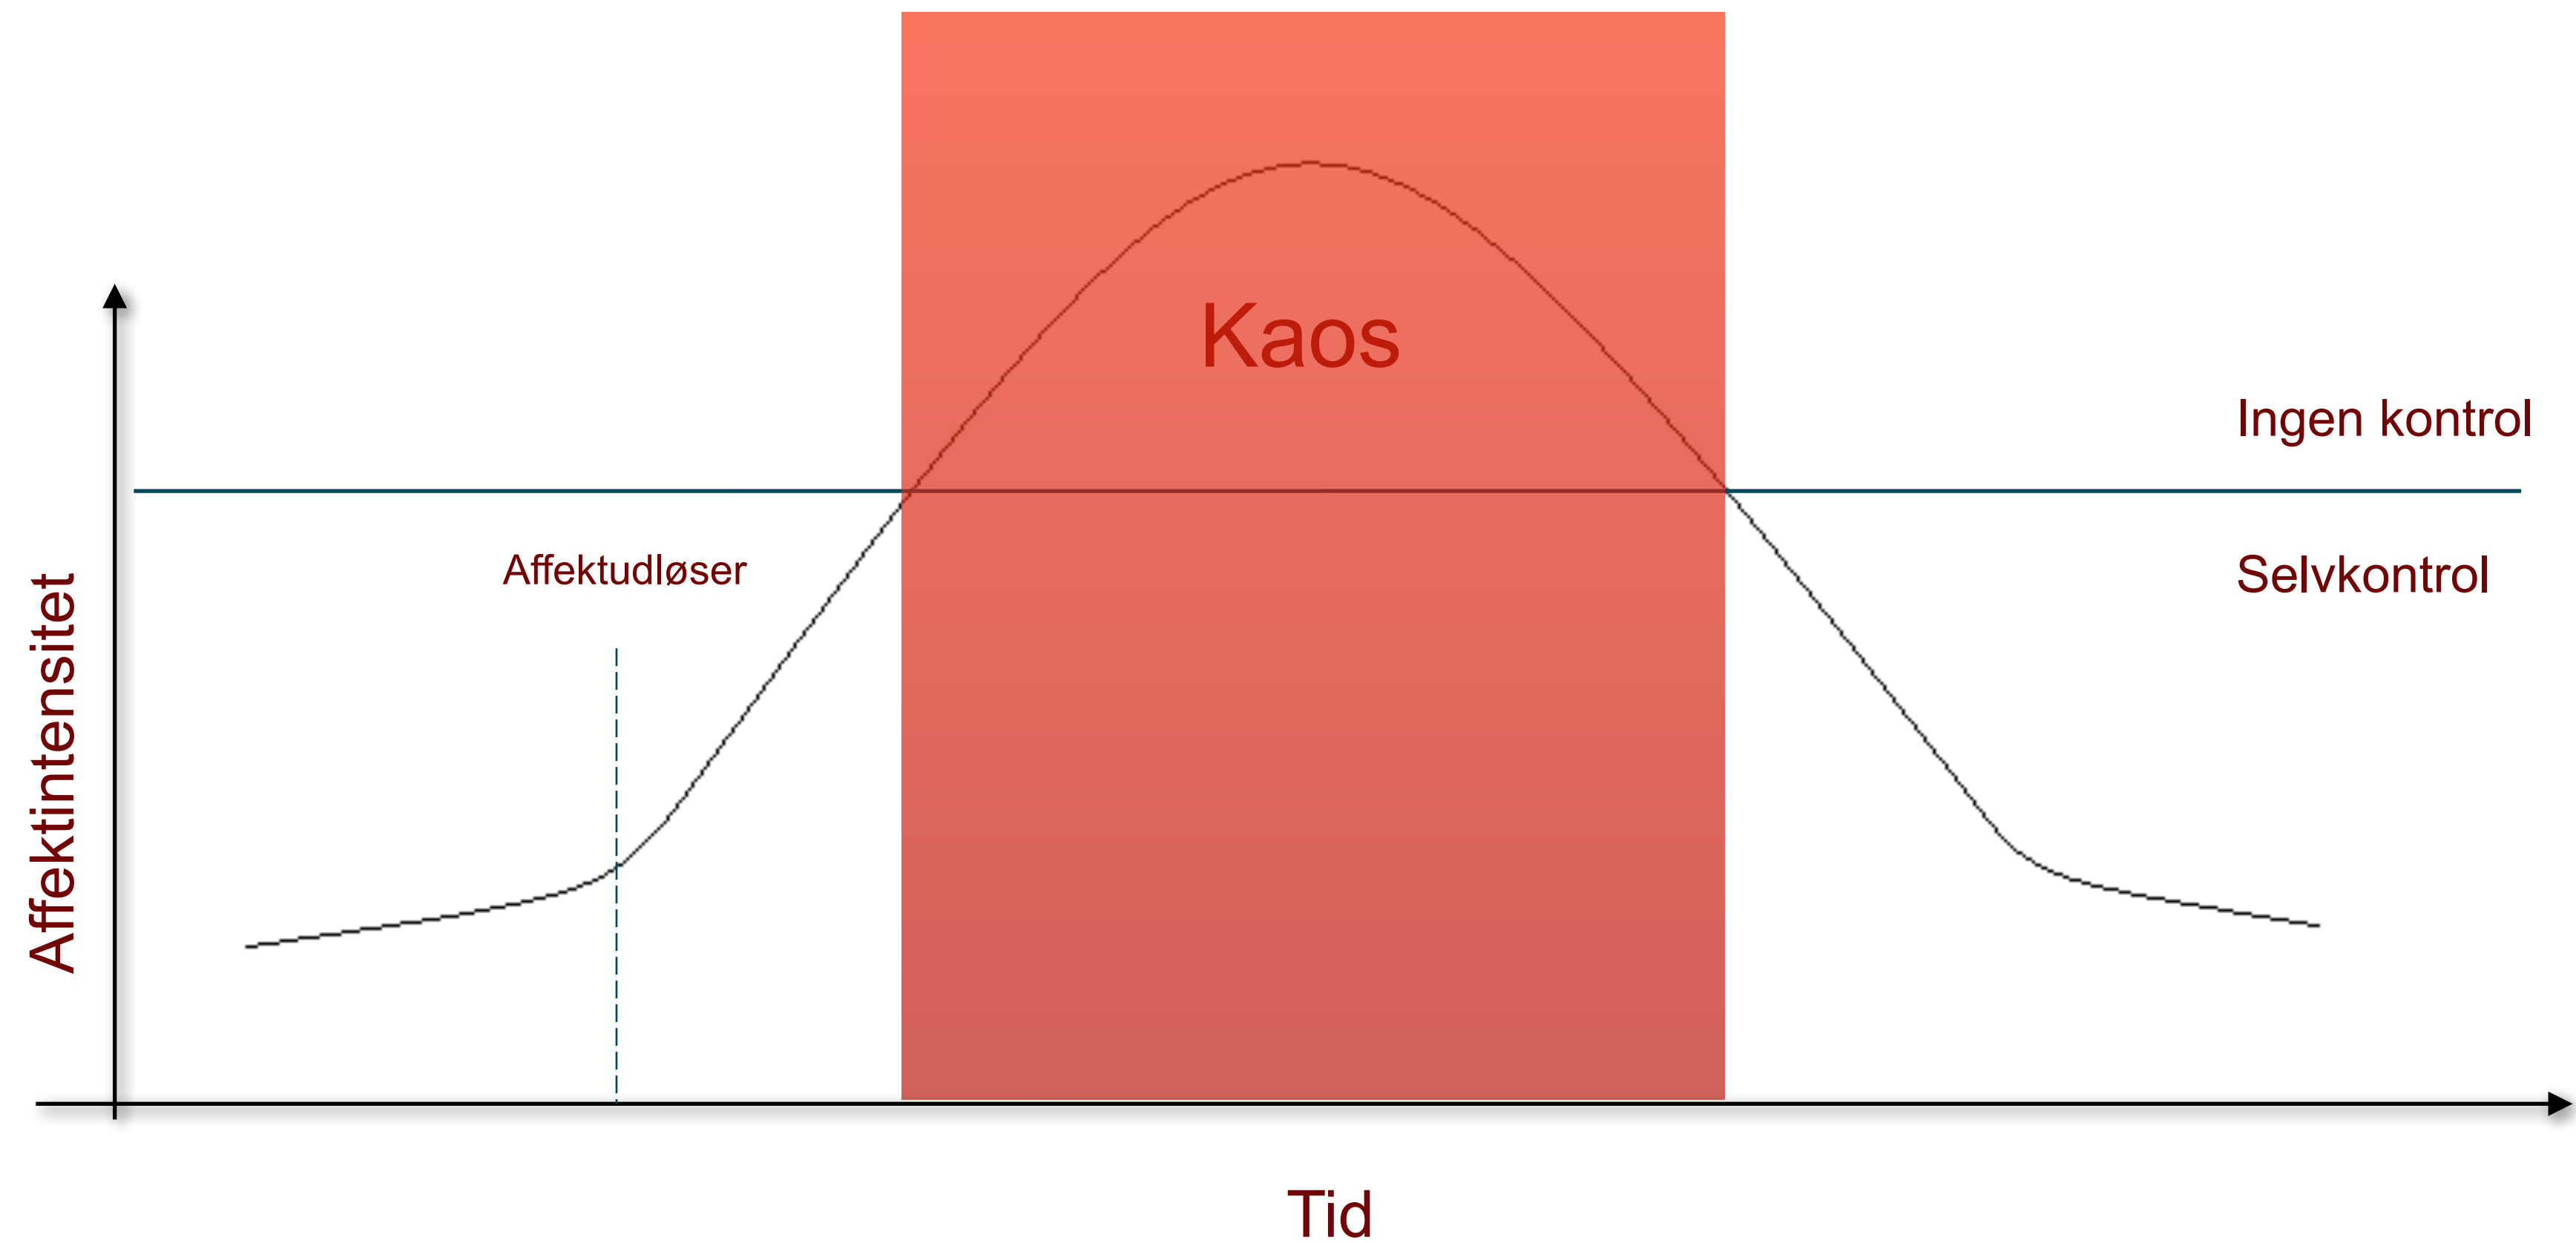 Kaos
Ingen kontrol
Affektudløser
Selvkontrol
Affektintensitet
Tid